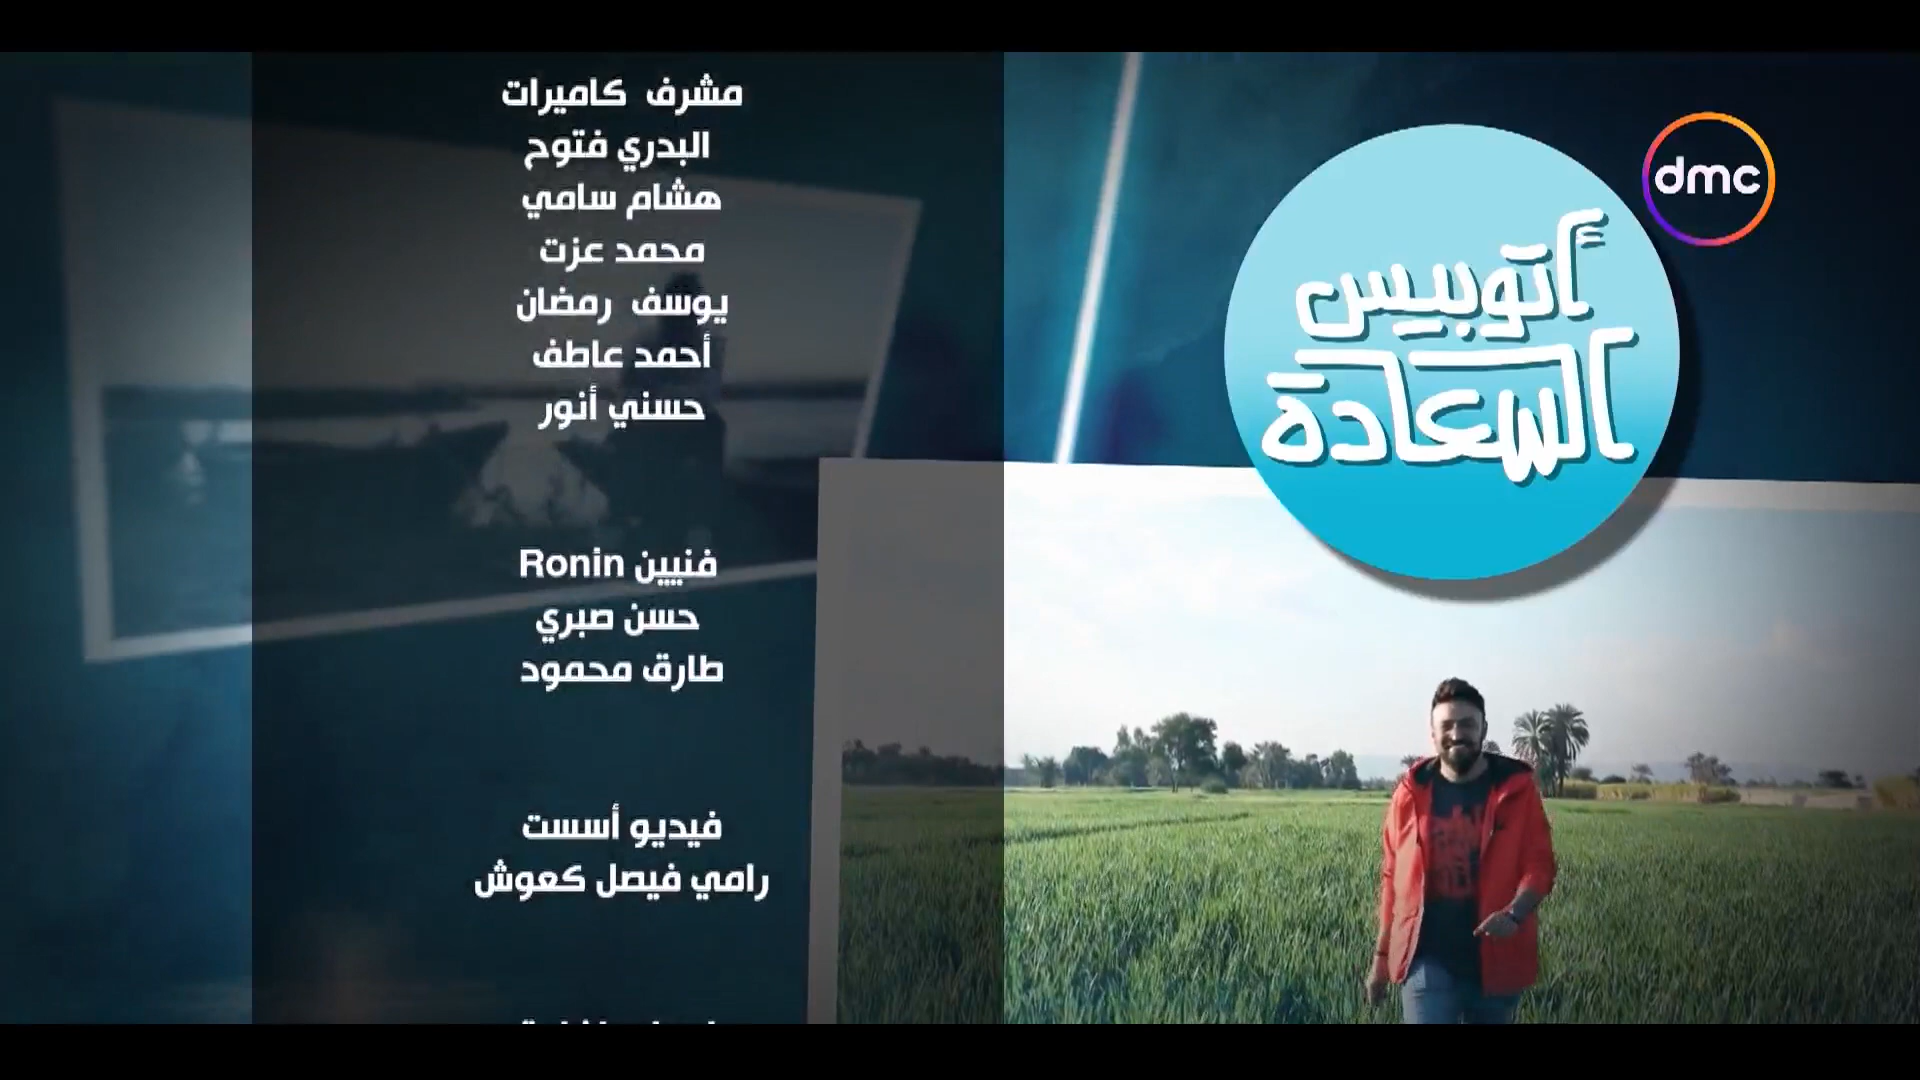 مشرف كاميرات
البدري فتوح
هشام سامي
محمد عزت
يوسف رمضان
أحمد عاطف
حسني أنور
فنيين Ronin
حسن صبري
طارق محمود
فيديو أسست
رامي فيصل كعوش
dmc
أتوبيس
السعادة